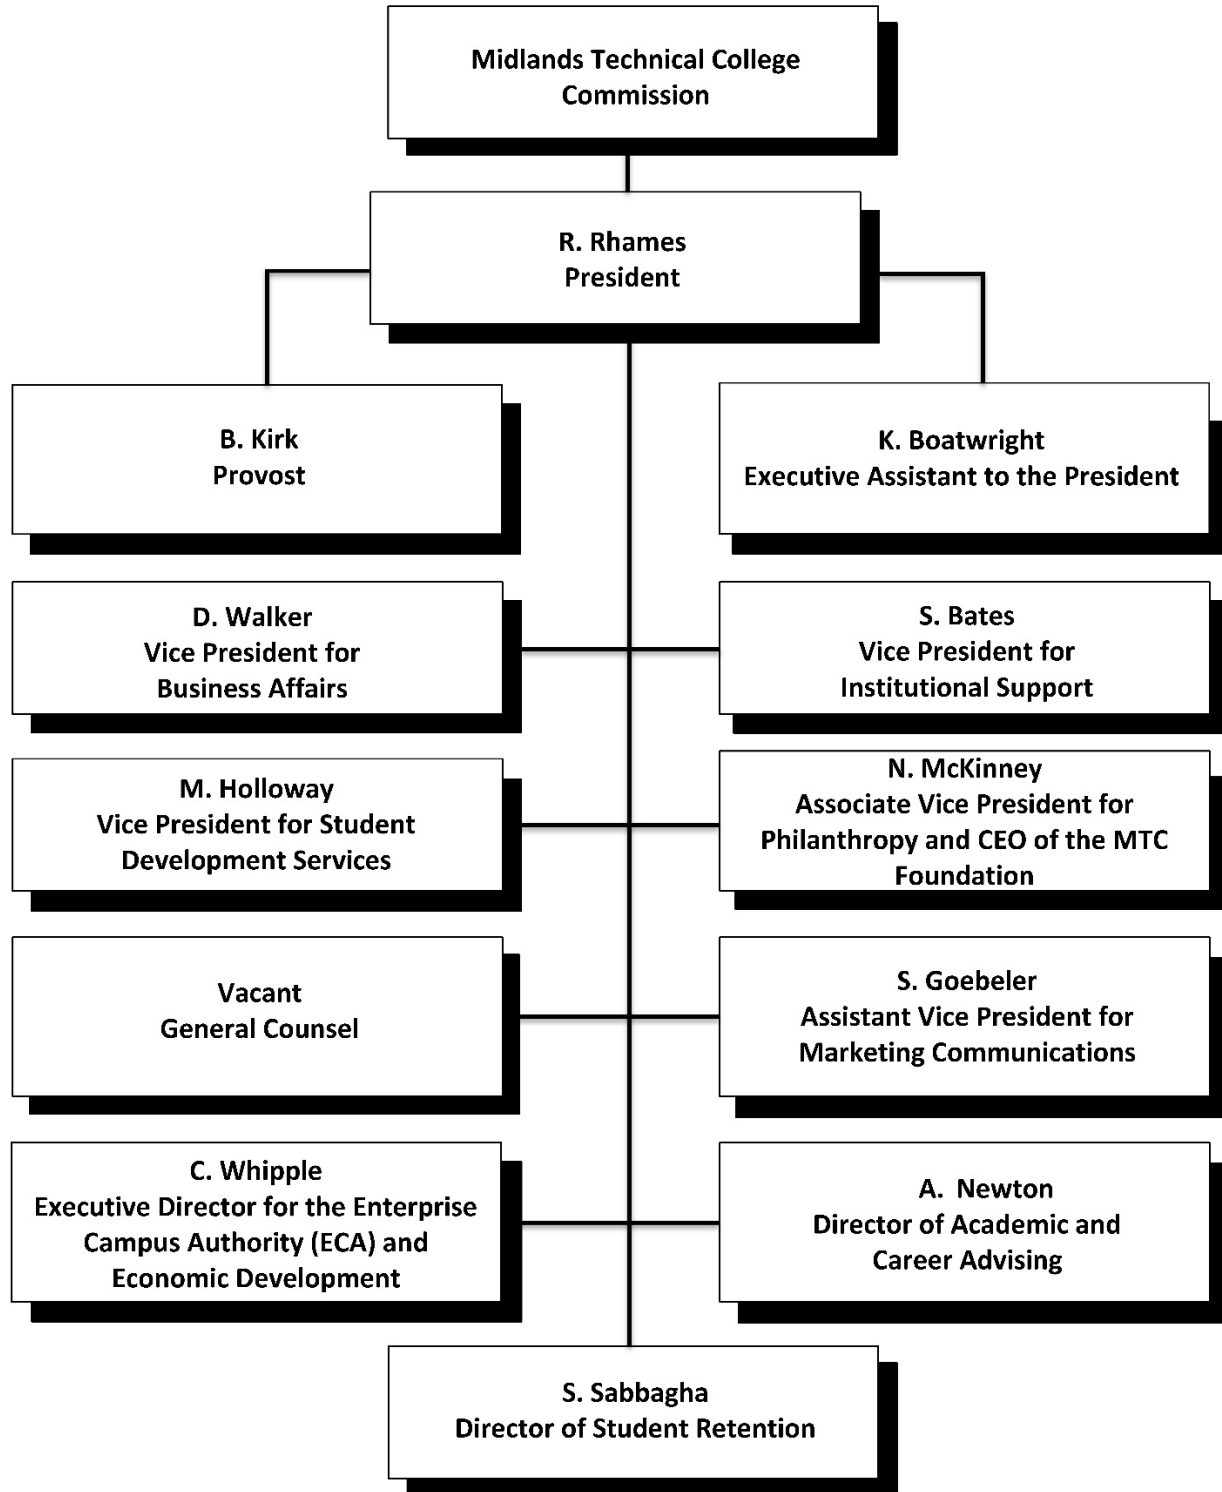 Midlands Technical College
Commission
R. Rhames
President
B. Kirk
Provost
K. Boatwright
Executive Assistant to the President
D. Walker
Vice President for
Business Affairs
S. Bates
Vice President for
Institutional Support
M. Holloway
Vice President for Student
Development Services
N. McKinney
Associate Vice President for
Philanthropy and CEO of the MTC
Foundation
Vacant
General Counsel
S. Goebeler
Assistant Vice President for
Marketing Communications
C. Whipple
Executive Director for the Enterprise
Campus Authority (ECA) and
Economic Development
A. Newton
Director of Academic and
Career Advising
S. Sabbagha
Director of Student Retention